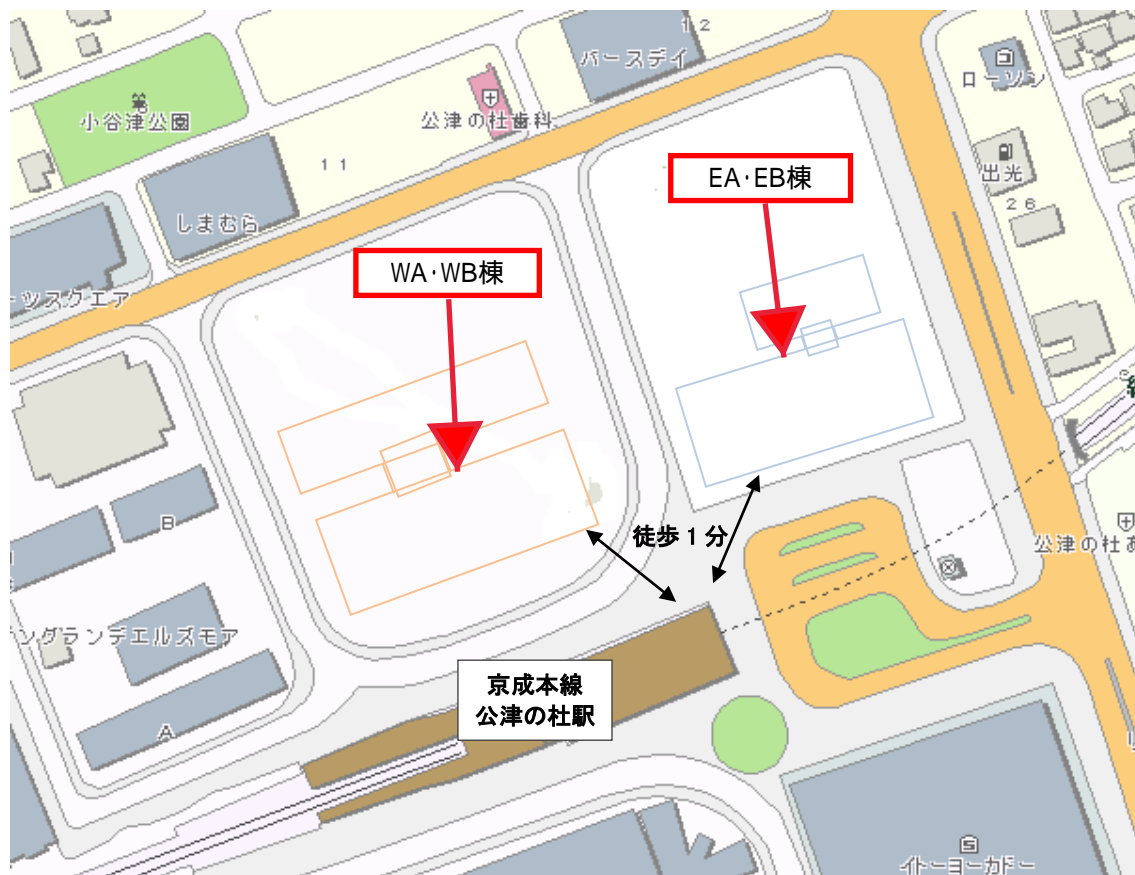 12
バースデイ
ローソン
小谷津公園
公津の杜歯科
11
出光
26
EA・EB棟
しまむら
WA・WB棟
ーツスクエア
B
徒歩1分
公津の杜あ
ングランデエルズモア
京成本線
公津の杜駅
A
イトーヨーカドー